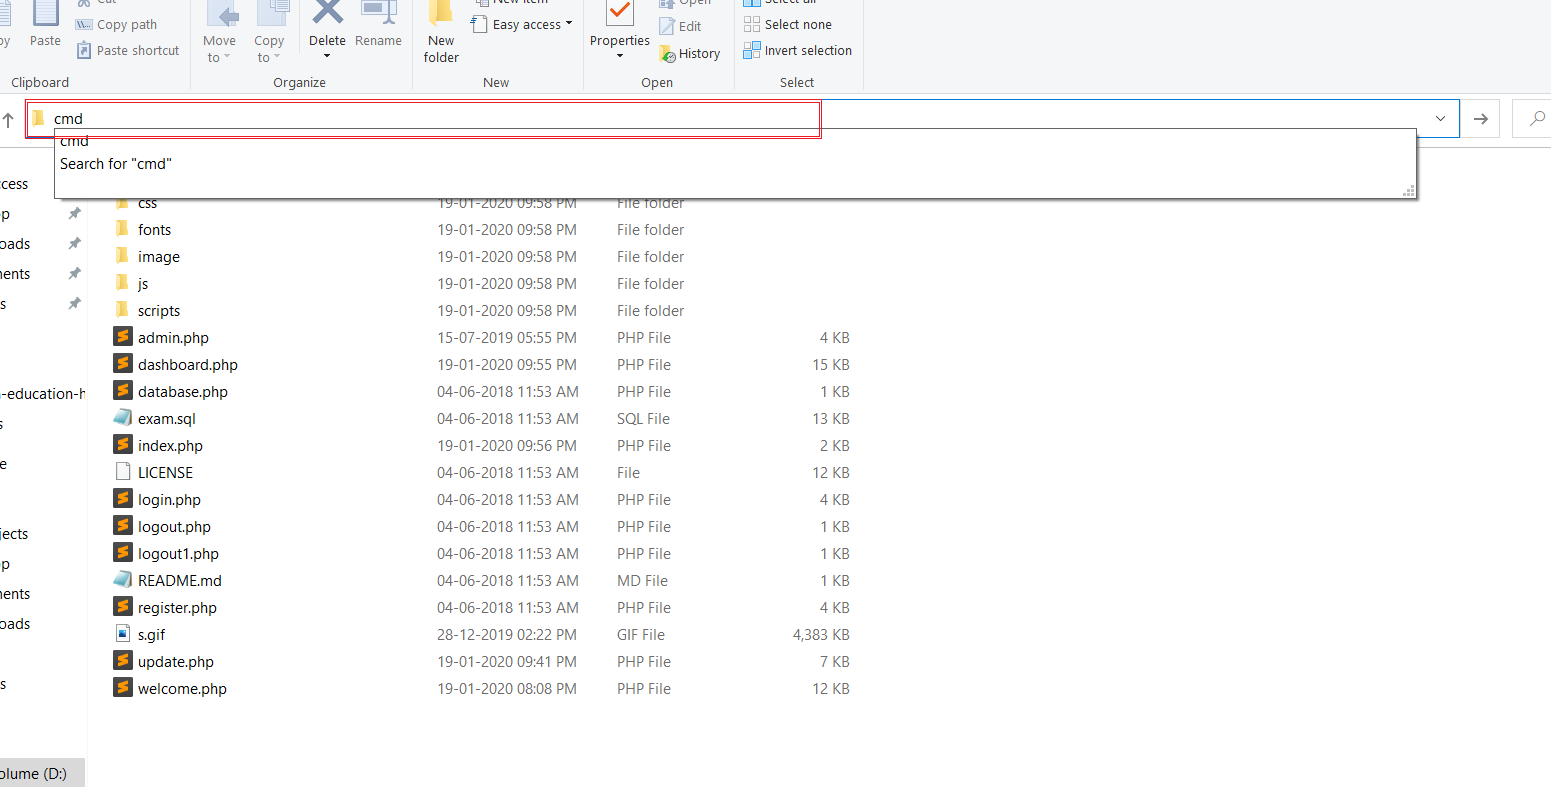 Cut
New item
Open
Select all
Copy path
Easy access
Edit
Select none
Paste
Move to
Copy to
Delete
Rename
New folder
Properties
Paste shortcut
History
Invert selection
Clipboard
Organize
New
Open
Select
cmd
cmd
Search for "cmd"
css 19-01-2020 09:58 PM File folder
fonts 19-01-2020 09:58 PM File folder
image 19-01-2020 09:58 PM File folder
js 19-01-2020 09:58 PM File folder
scripts 19-01-2020 09:58 PM File folder
admin.php 15-07-2019 05:55 PM PHP File 4 KB
dashboard.php 19-01-2020 09:55 PM PHP File 15 KB
database.php 04-06-2018 11:53 AM PHP File 1 KB
exam.sql 04-06-2018 11:53 AM SQL File 13 KB
index.php 19-01-2020 09:56 PM PHP File 2 KB
LICENSE 04-06-2018 11:53 AM File 12 KB
login.php 04-06-2018 11:53 AM PHP File 4 KB
logout.php 04-06-2018 11:53 AM PHP File 1 KB
logout1.php 04-06-2018 11:53 AM PHP File 1 KB
README.md 04-06-2018 11:53 AM MD File 1 KB
register.php 04-06-2018 11:53 AM PHP File 4 KB
s.gif 28-12-2019 02:22 PM GIF File 4,383 KB
update.php 19-01-2020 09:41 PM PHP File 7 KB
welcome.php 19-01-2020 08:08 PM PHP File 12 KB
ccess
p
oads
nents
s
-education-h
s
e
jects
p
nents
oads
s
olume (D:)